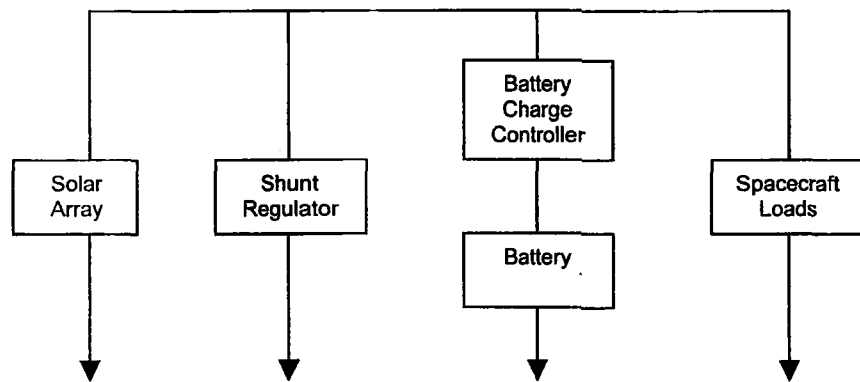 Battery
Charge
Controller
Solar
Array
Shunt
Regulator
Spacecraft
Loads
Battery